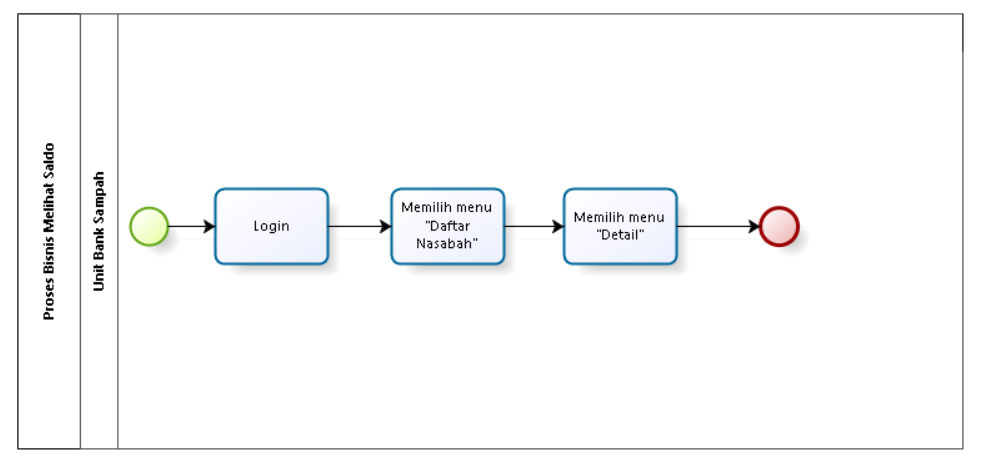 Proses Bisnis Melihat Saldo
Unit Bank Sampah
Login
Memilih menu
"Daftar
Nasabah"
Memilih menu
"Detail"